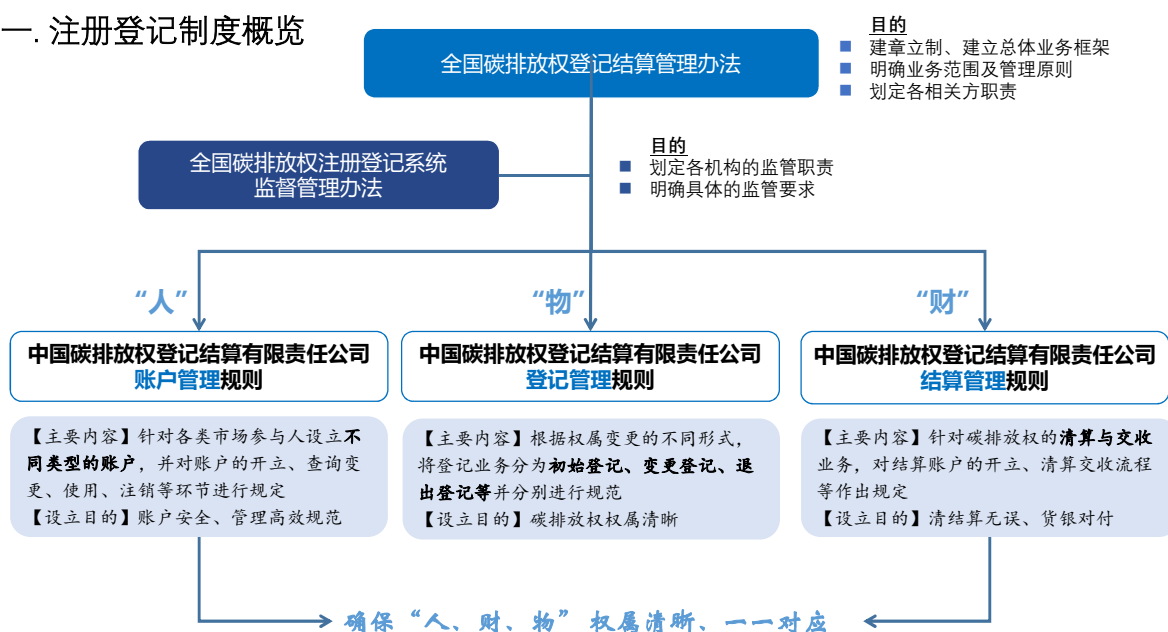 一. 注册登记制度概览
全国碳排放权登记结算管理办法
目的
■ 建章立制、建立总体业务框架
■ 明确业务范围及管理原则
■ 划定各相关方职责
全国碳排放权注册登记系统
监督管理办法
目的
■ 划定各机构的监管职责
■ 明确具体的监管要求
“人”
“物”
“财”
中国碳排放权登记结算有限责任公司
账户管理规则
中国碳排放权登记结算有限责任公司
登记管理规则
中国碳排放权登记结算有限责任公司
结算管理规则
【主要内容】针对各类市场参与人设立不
同类型的账户，并对账户的开立、查询变
更、使用、注销等环节进行规定
【设立目的】账户安全、管理高效规范
【主要内容】根据权属变更的不同形式，
将登记业务分为初始登记、变更登记、退
出登记等并分别进行规范
【设立目的】碳排放权权属清晰
【主要内容】针对碳排放权的清算与交收
业务，对结算账户的开立、清算交收流程
等作出规定
【设立目的】清结算无误、货银对付
确保“人、财、物”权属清晰、一一对应